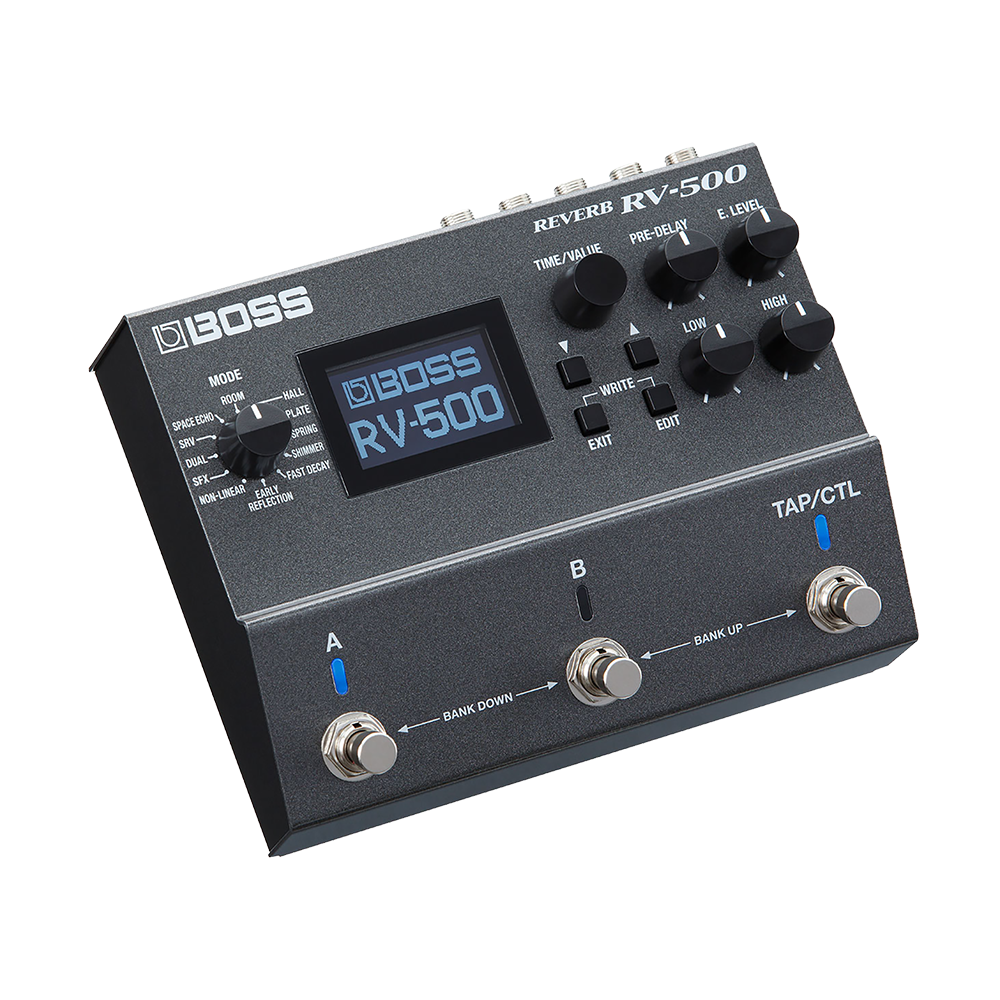 REVERB RV-500
BOSS
TIME/VALUE
PRE-DELAY
E. LEVEL
LOW
HIGH
▼
▲
WRITE
EXIT
EDIT
BOSS
RV-500
MODE
ROOM
HALL
PLATE
SPRING
SHIMMER
FAST DECAY
EARLY
REFLECTION
NON-LINEAR
SFX
DUAL
SRV
SPACE ECHO
A
B
TAP/CTL
BANK DOWN
BANK UP